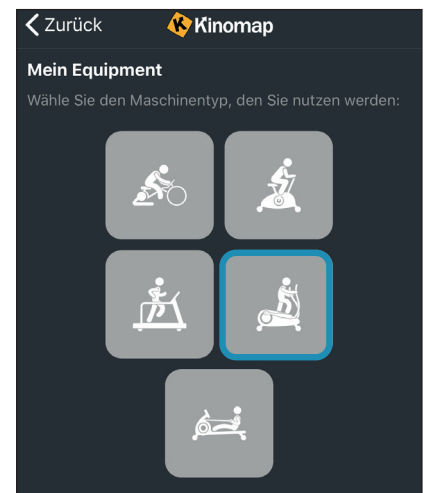 Zurück
Kinomap
Mein Equipment
Wähle Sie den Maschinentyp, den Sie nutzen werden: